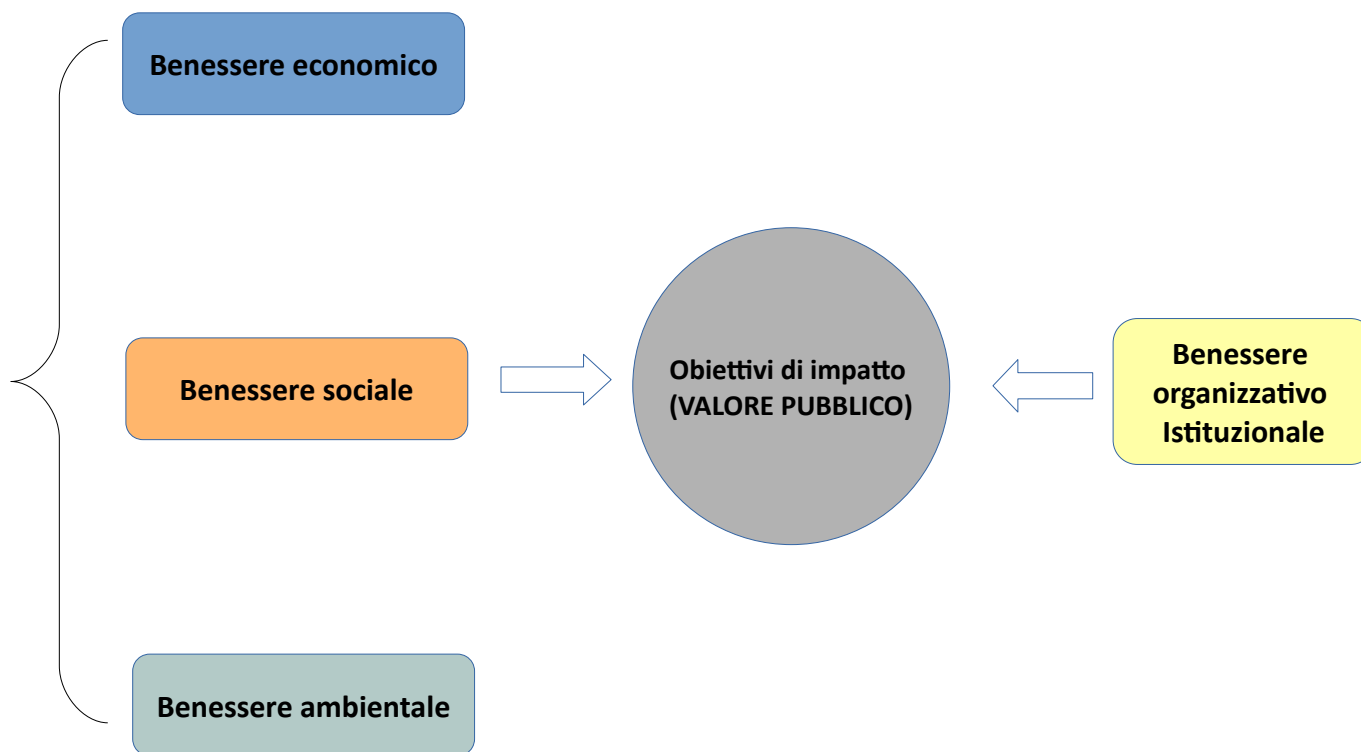 Benessere economico
Benessere sociale
Obiettivi di impatto
(VALORE PUBBLICO)
Benessere
organizzativo
Istituzionale
Benessere ambientale